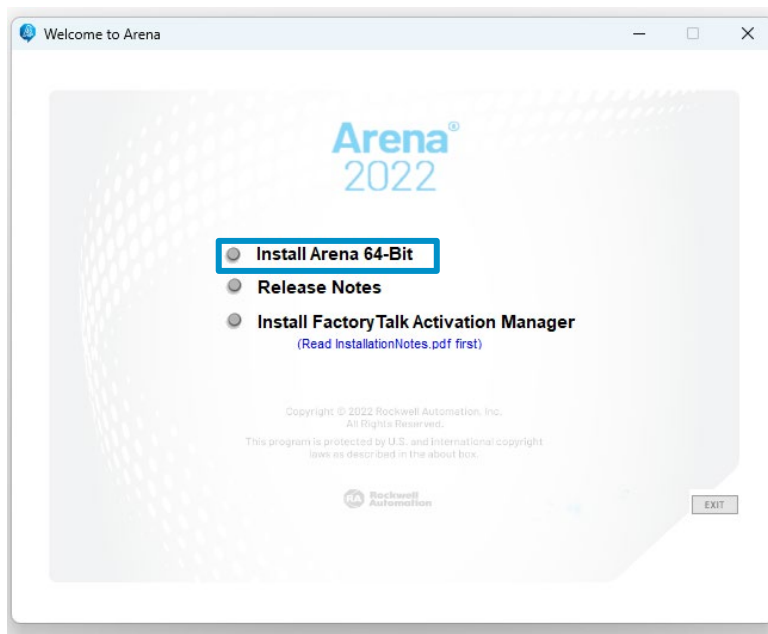 Welcome to Arena
Arena®
2022
Install Arena 64-Bit
Release Notes
Install FactoryTalk Activation Manager
(Read InstallationNotes.pdf first)
Copyright © 2022 Rockwell Automation, Inc.
All Rights Reserved.
This program is protected by U.S. and international copyright
laws as described in the about box.
RA Rockwell
Automation
EXIT